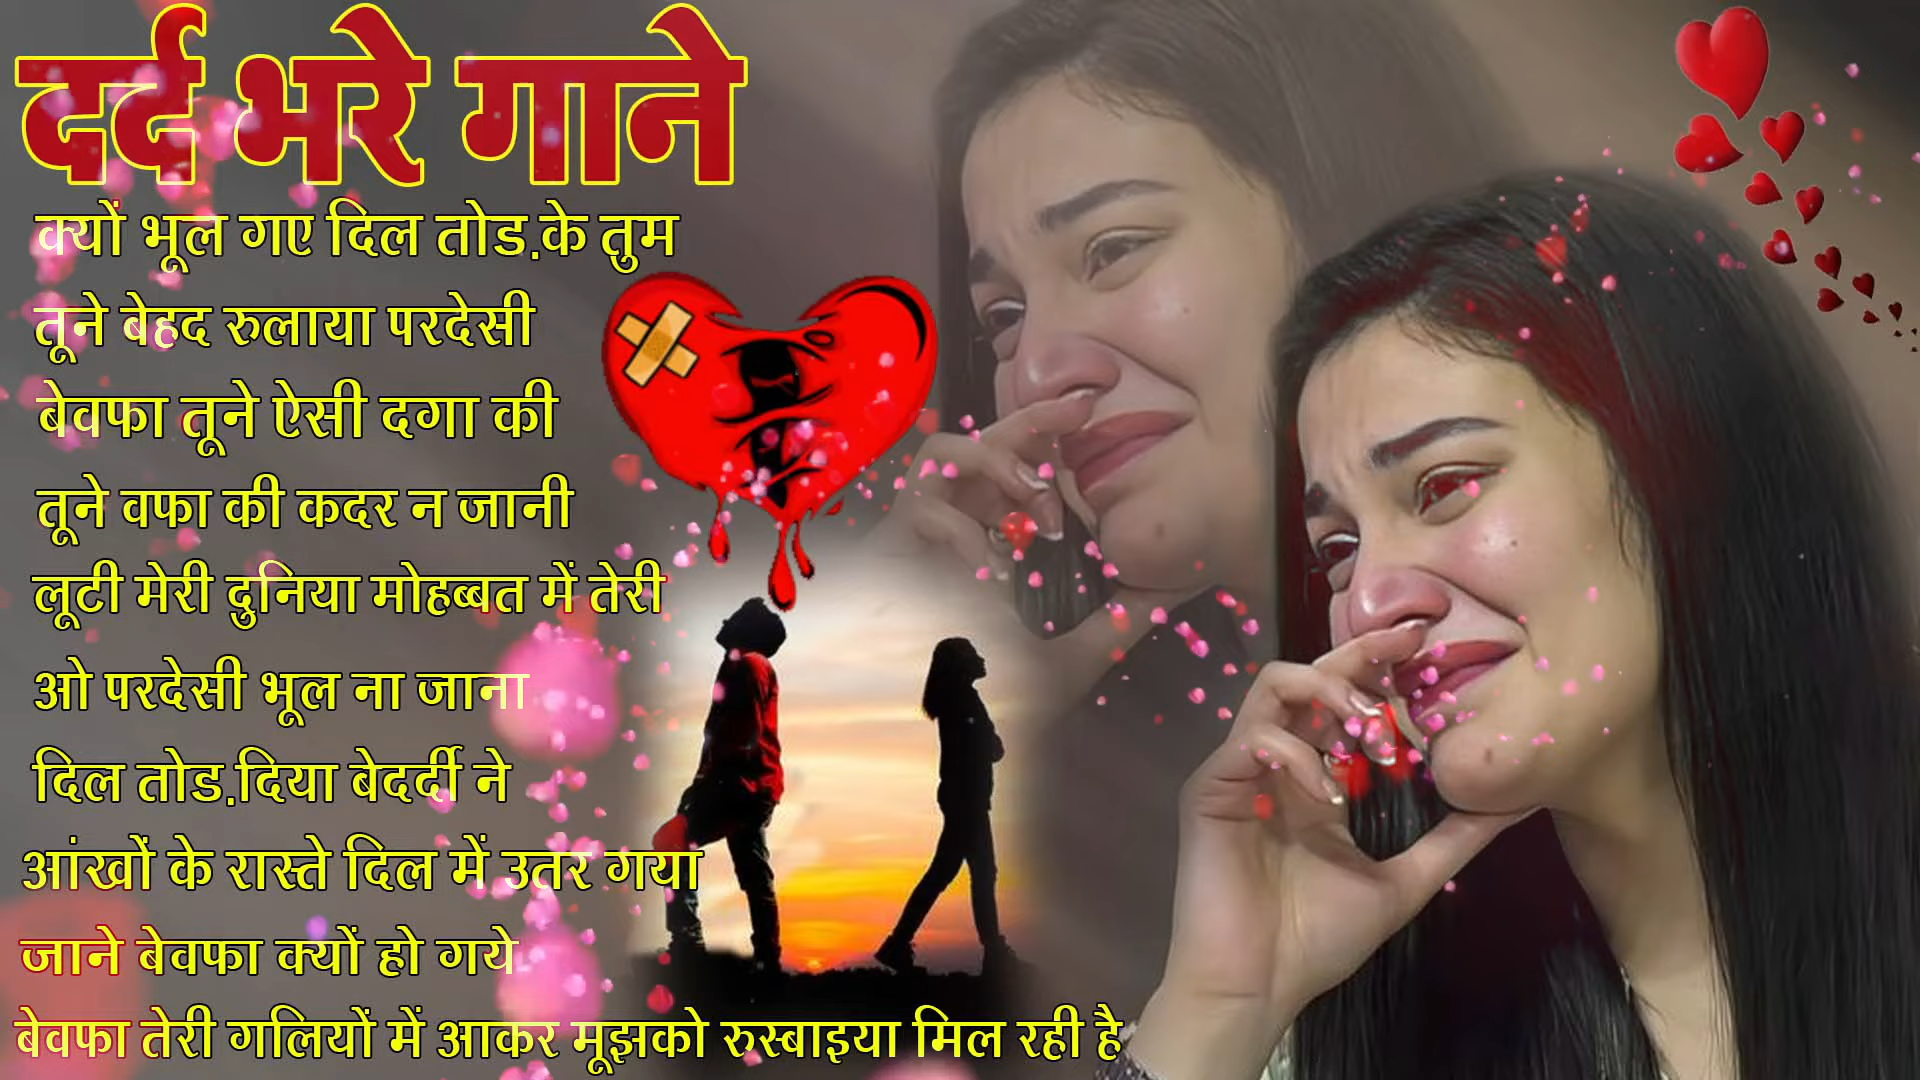 दर्द भरे गाने
क्यों भूल गए दिल तोड.के तुम
तूने बेहद रुलाया परदेसी
बेवफा तूने ऐसी दगा की
तूने वफा की कदर न जानी
लूटी मेरी दुनिया मोहब्बत में तेरी
ओ परदेसी भूल ना जाना
दिल तोड.दिया बेदर्दी ने
आंखों के रास्ते दिल में उतर गया
जाने बेवफा क्यों हो गये
बेवफा तेरी गलियों में आकर मूझको रुस्बाइया मिल रही है